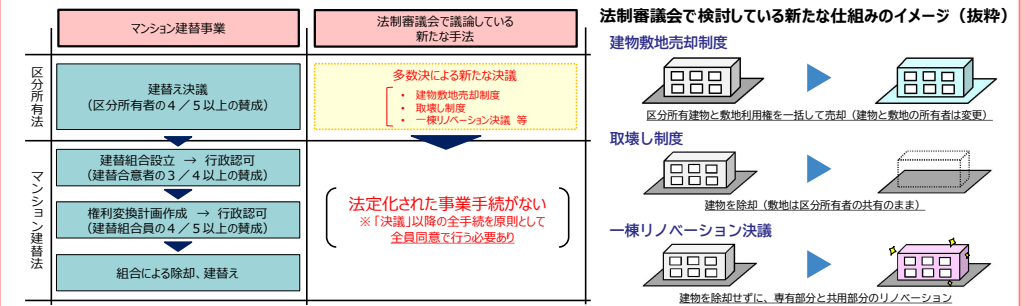 マンション建替事業
法制審議会で議論している
新たな手法
区分所有法
建替え決議
(区分所有者の4/5以上の賛成)
多数決による新たな決議
• 建物敷地売却制度
• 取壊し制度
• 一棟リノベーション決議 等
マンション建替法
建替組合設立 → 行政認可
(建替合意者の3/4以上の賛成)
権利変換計画作成 → 行政認可
(建替組合員の4/5以上の賛成)
組合による除却、建替え
法定化された事業手続がない
※「決議」以降の全手続を原則として
全員同意で行う必要あり
法制審議会で検討している新たな仕組みのイメージ(抜粋)
建物敷地売却制度
区分所有建物と敷地利用権を一括して売却(建物と敷地の所有者は変更)
取壊し制度
建物を除却(敷地は区分所有者の共有のまま)
一棟リノベーション決議
建物を除却せずに、専有部分と共用部分のリノベーション